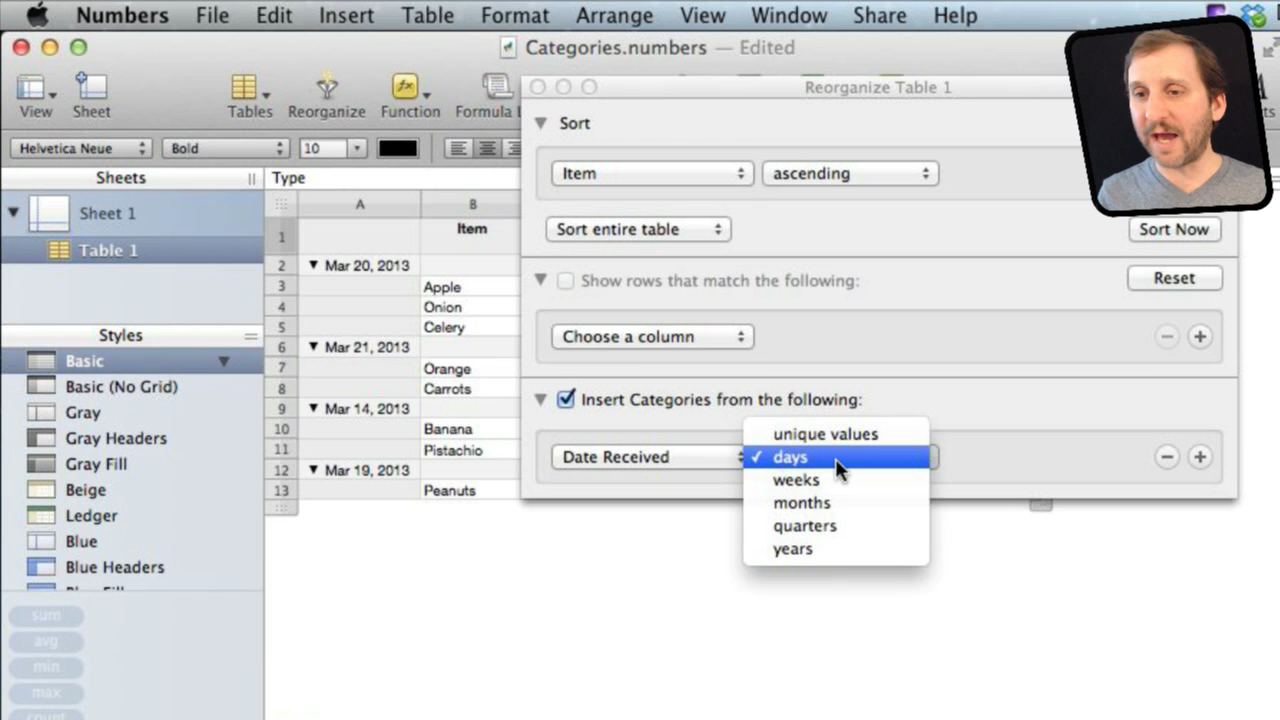 Numbers File Edit Insert Table Format Arrange View Window Share Help
Categories.numbers — Edited
View Sheet Tables Reorganize Function Formula
Reorganize Table 1
Helvetica Neue Bold 10
Sheets
Sheet 1
Table 1
Styles
Basic
Basic (No Grid)
Gray
Gray Headers
Gray Fill
Beige
Ledger
Blue
Blue Headers
sum
avg
min
max
count
Type
A B
1 Item
2 Mar 20, 2013
3 Apple
4 Onion
5 Celery
6 Mar 21, 2013
7 Orange
8 Carrots
9 Mar 14, 2013
10 Banana
11 Pistachio
12 Mar 19, 2013
13 Peanuts
Sort
Item ascending
Sort entire table Sort Now
Show rows that match the following: Reset
Choose a column
Insert Categories from the following:
Date Received
unique values
days
weeks
months
quarters
years